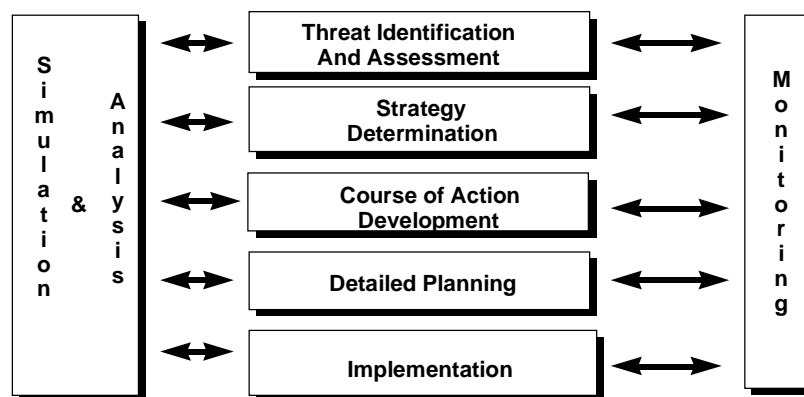 Simulation
&
Analysis
Threat Identification
And Assessment
Strategy
Determination
Course of Action
Development
Detailed Planning
Implementation
Monitoring